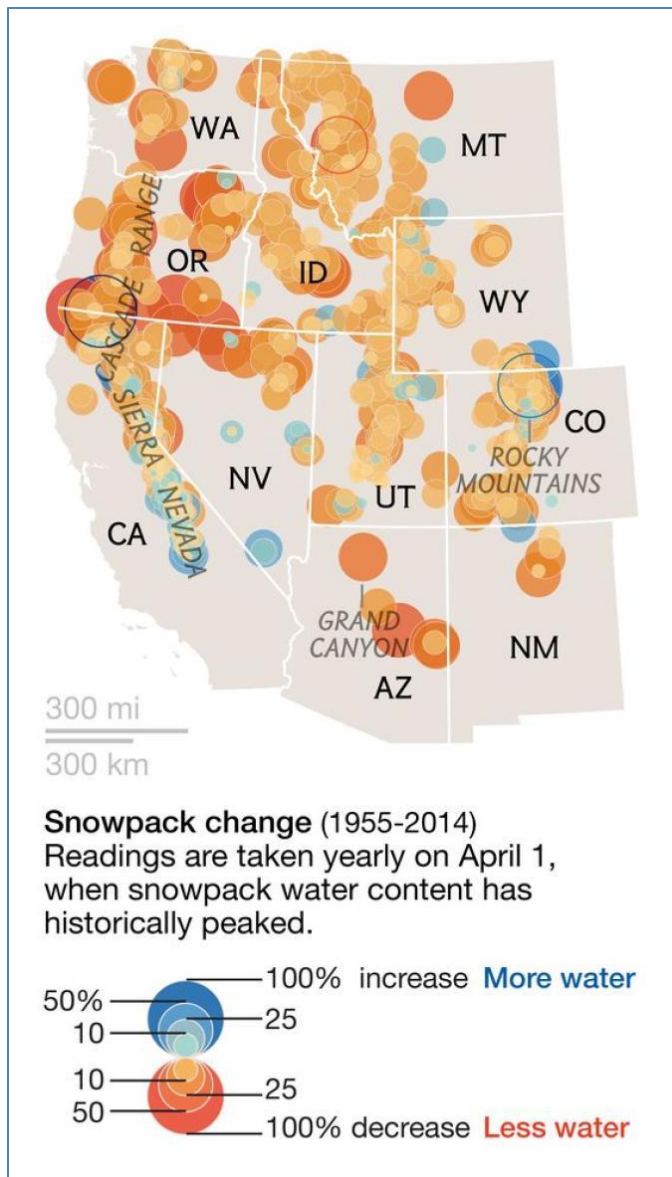 WA
MT
CASCADE RANGE
OR
ID
WY
SIERRA NEVADA
CO
ROCKY
MOUNTAINS
NV
UT
CA
GRAND
CANYON
NM
AZ
300 mi
300 km
Snowpack change (1955-2014)
Readings are taken yearly on April 1,
when snowpack water content has
historically peaked.
100% increase More water
50%
25
10
10
25
50
100% decrease Less water